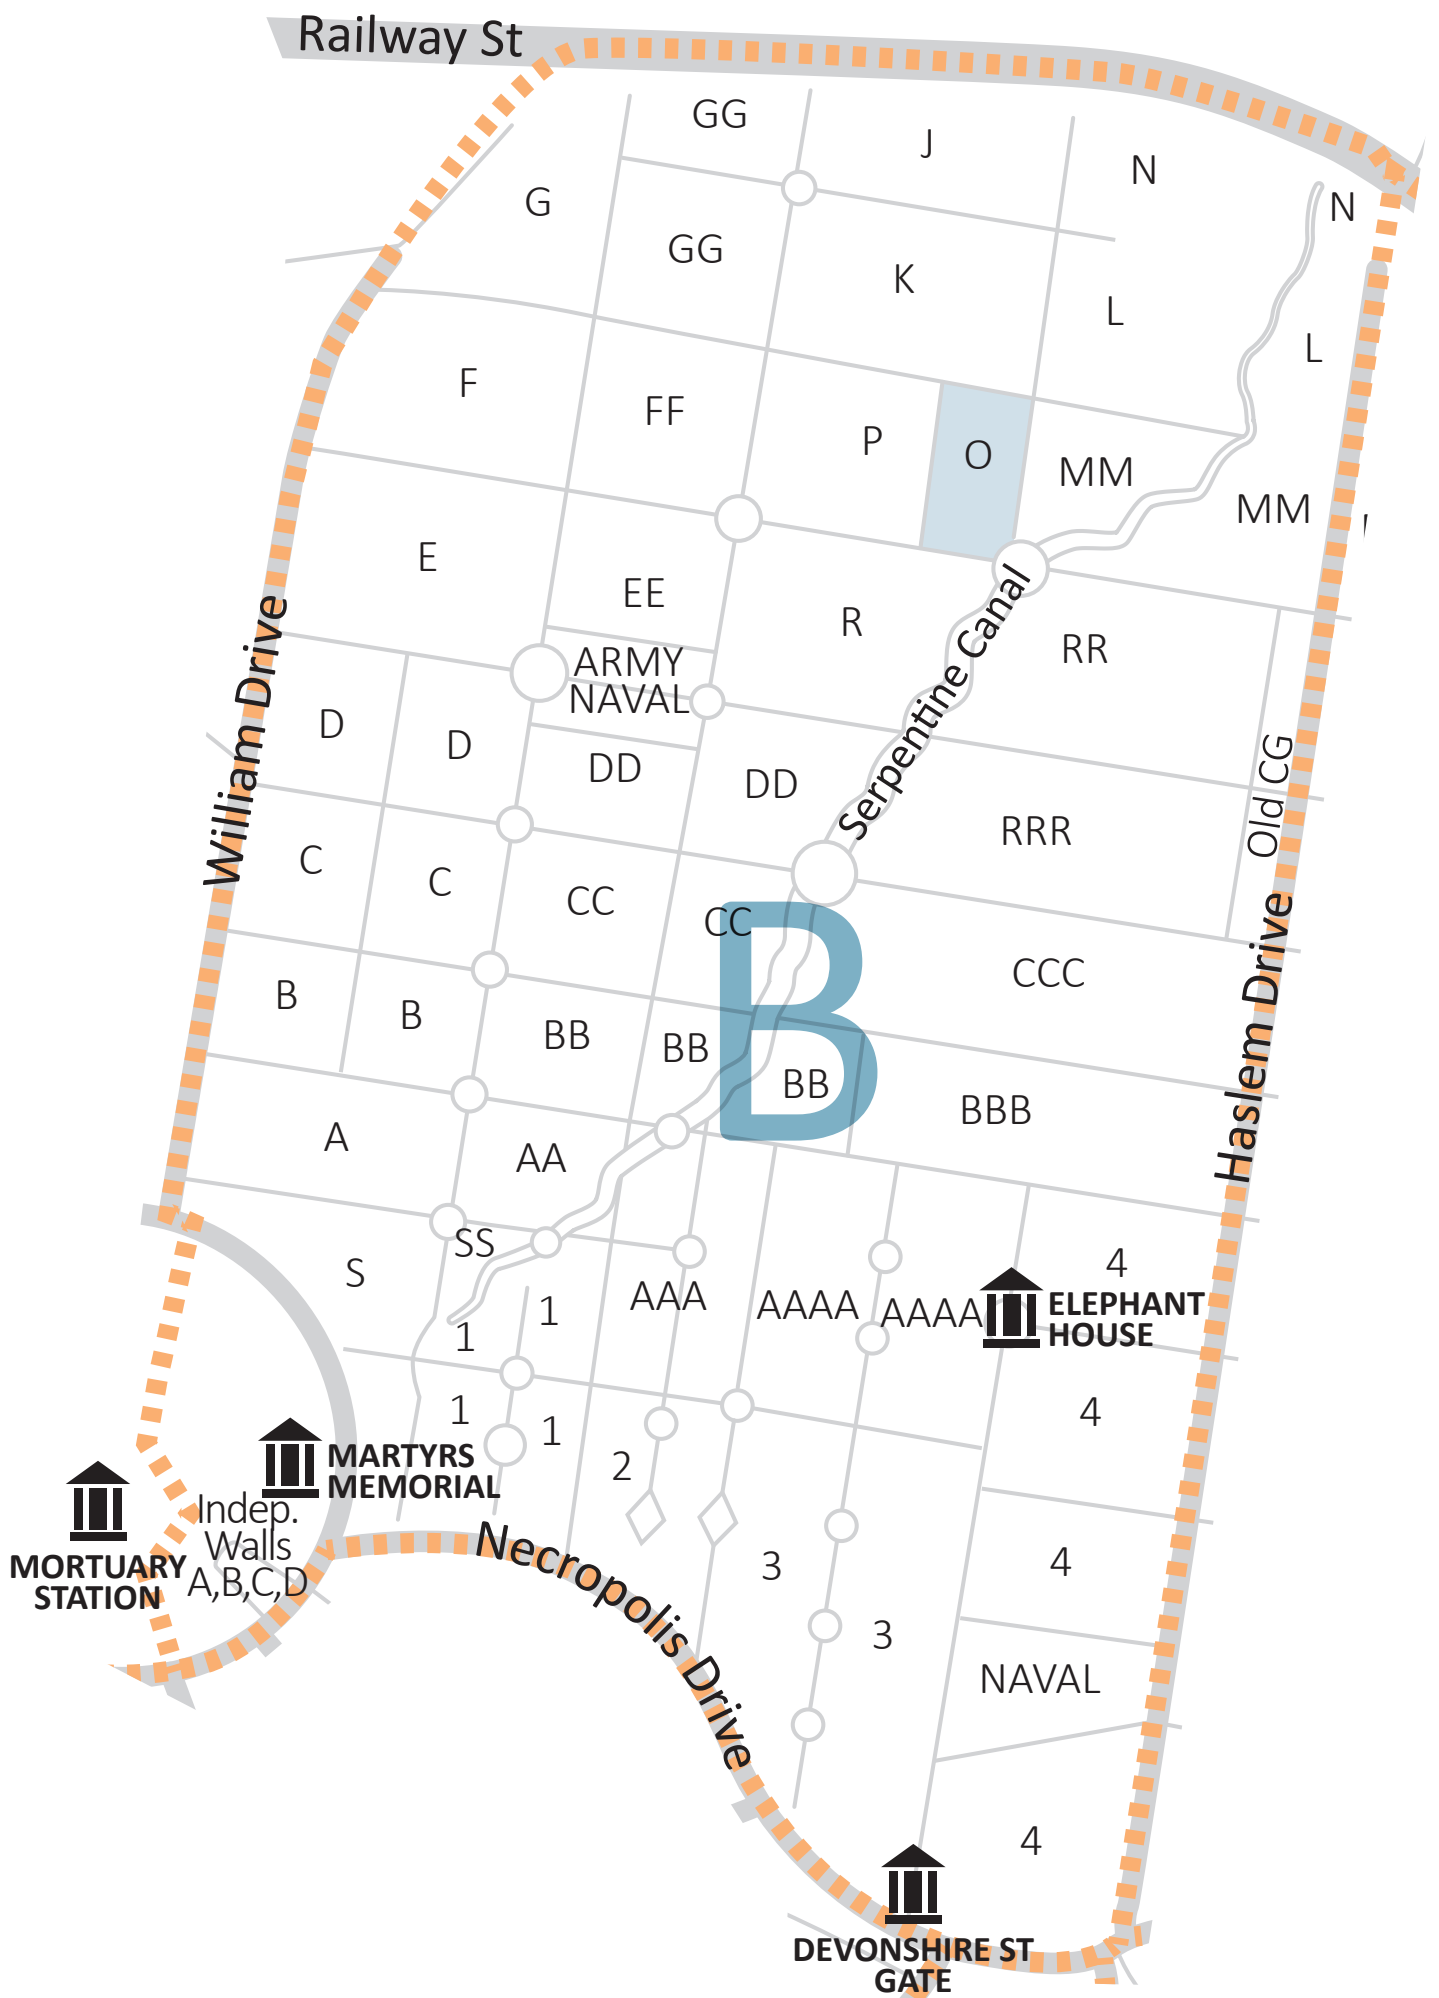 Railway St
GG
J
N
N
G
GG
K
L
L
F
FF
P
O
MM
MM
E
EE
R
RR
ARMY
NAVAL
William Drive
Serpentine Canal
D
D
DD
DD
RRR
Old CG
C
C
CC
CC
CCC
Haslem Drive
B
B
B
BB
BB
BB
BBB
A
AA
S
SS
1
1
AAA
AAAA
AAAA
4
ELEPHANT
HOUSE
1
1
2
4
MARTYRS
MEMORIAL
MORTUARY
STATION
Indep.
Walls
A,B,C,D
Necropolis Drive
3
3
4
NAVAL
4
DEVONSHIRE ST
GATE